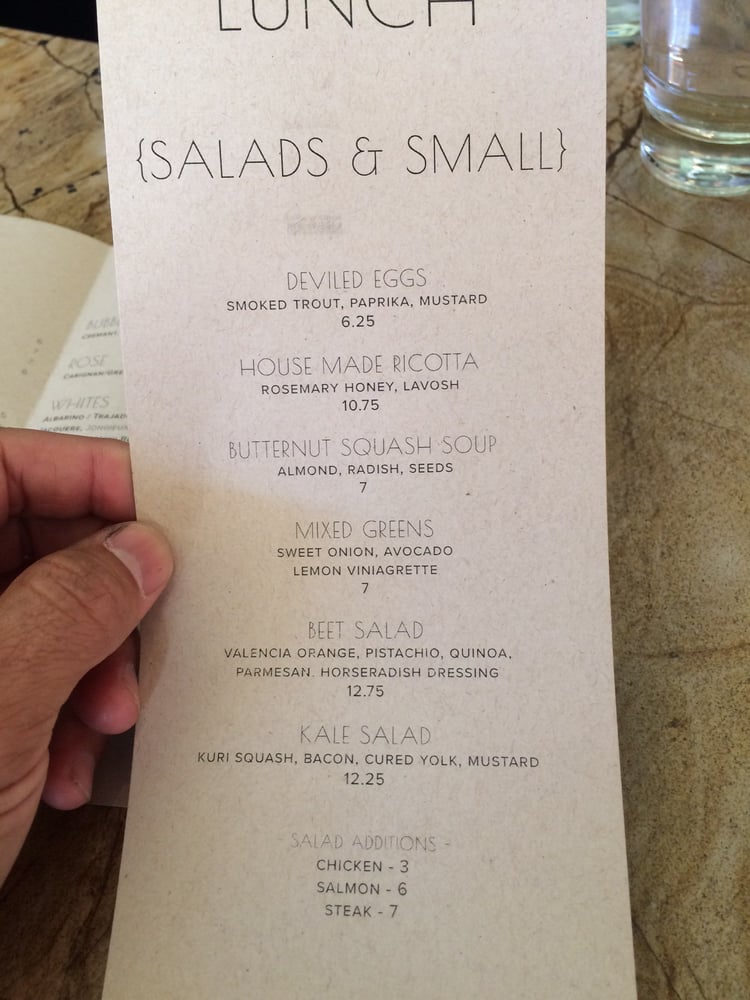 LUNCH
{SALADS & SMALL}
DEVILED EGGS
SMOKED TROUT, PAPRIKA, MUSTARD
6.25
HOUSE MADE RICOTTA
ROSEMARY HONEY, LAVOSH
10.75
BUTTERNUT SQUASH SOUP
ALMOND, RADISH, SEEDS
7
MIXED GREENS
SWEET ONION, AVOCADO
LEMON VINIAGRETTE
7
BEET SALAD
VALENCIA ORANGE, PISTACHIO, QUINOA,
PARMESAN. HORSERADISH DRESSING
12.75
KALE SALAD
KURI SQUASH, BACON, CURED YOLK, MUSTARD
12.25
- SALAD ADDITIONS -
CHICKEN - 3
SALMON - 6
STEAK - 7
ROSE
WHITES
ALBARINO / TRAJAD